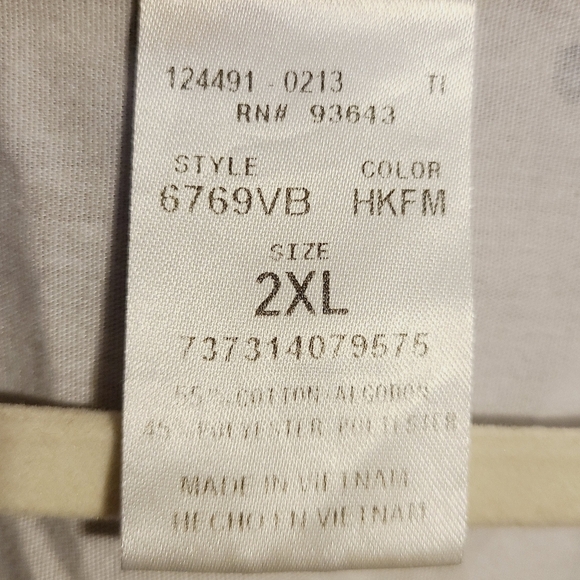 124491 - 0213 TI
RN# 93643
STYLE COLOR
6769VB HKFM
SIZE
2XL
737314079575
55% COTTON ALGODON
45% POLYESTER POLIESTER
MADE IN VIETNAM
HECHO EN VIETNAM